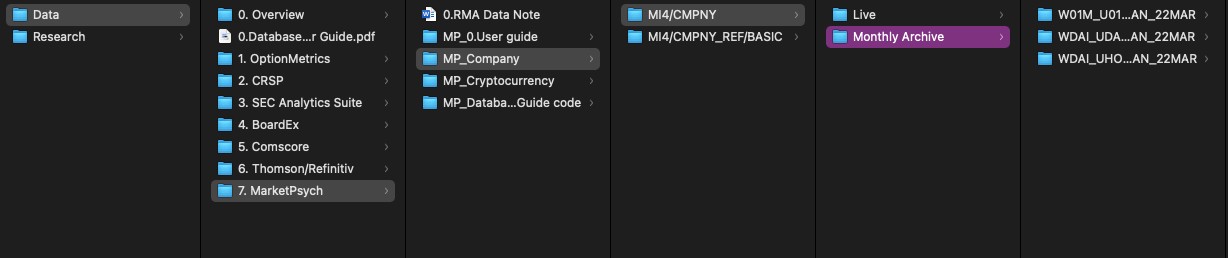 Data
Research
0. Overview
0.Database...r Guide.pdf
1. OptionMetrics
2. CRSP
3. SEC Analytics Suite
4. BoardEx
5. Comscore
6. Thomson/Refinitiv
7. MarketPsych
0.RMA Data Note
MP_0.User guide
MP_Company
MP_Cryptocurrency
MP_Databa...Guide code
MI4/CMPNY
MI4/CMPNY_REF/BASIC
Live
Monthly Archive
W01M_U01...AN_22MAR
WDAI_UDA...AN_22MAR
WDAI_UHO...AN_22MAR